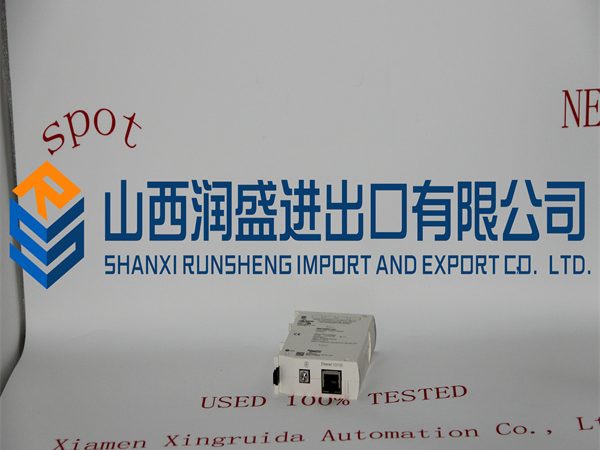 spot
NE
山西润盛进出口有限公司
SHANXI RUNSHENG IMPORT AND EXPORT CO. LTD.
USED 100% TESTED
Xiamen Xingruida Automation Co., L